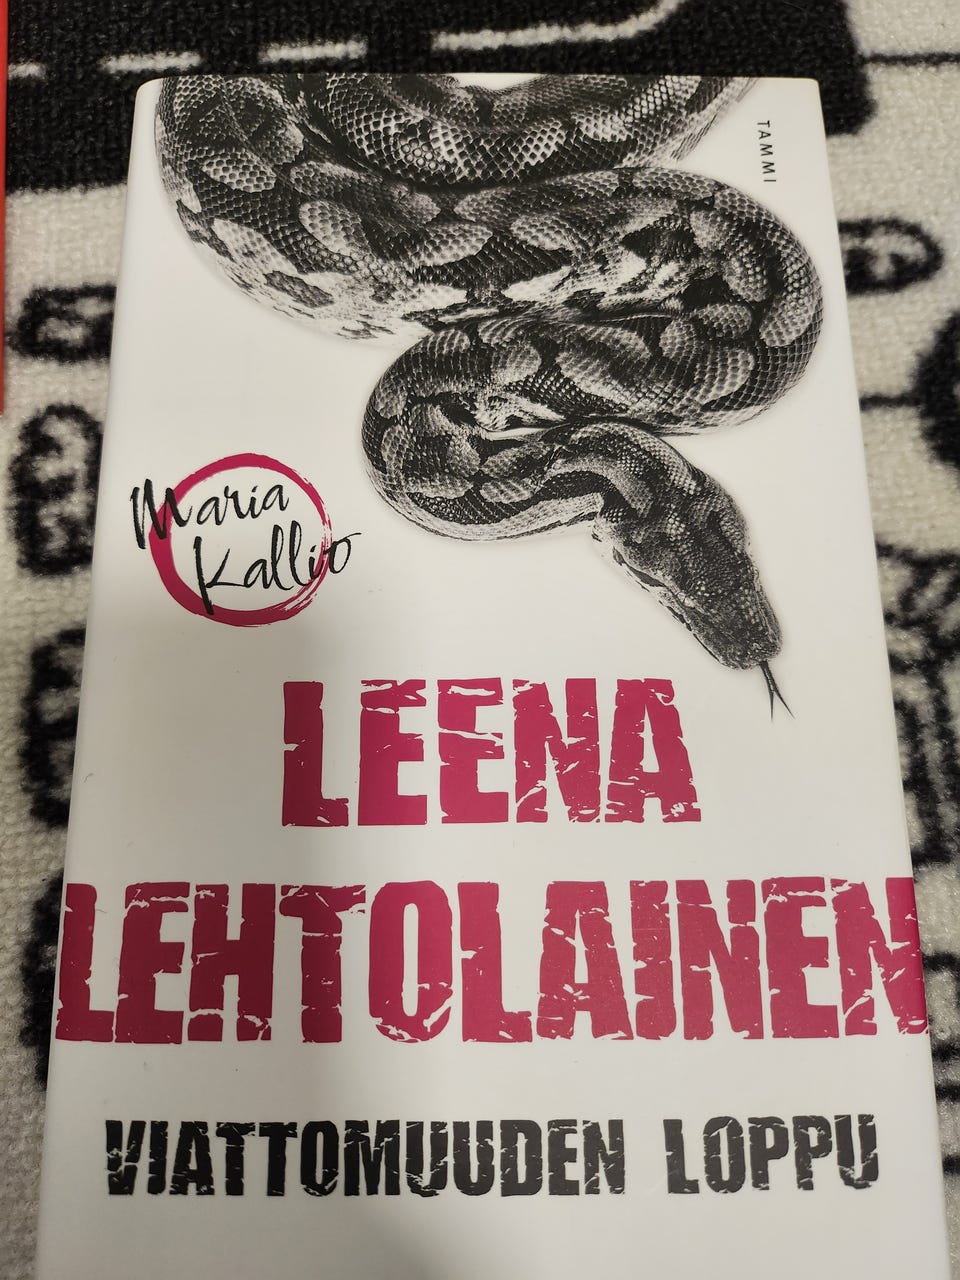 TAMMI
Maria
Kallio
LEENA
LEHTOLAINEN
VIATTOMUUDEN LOPPU